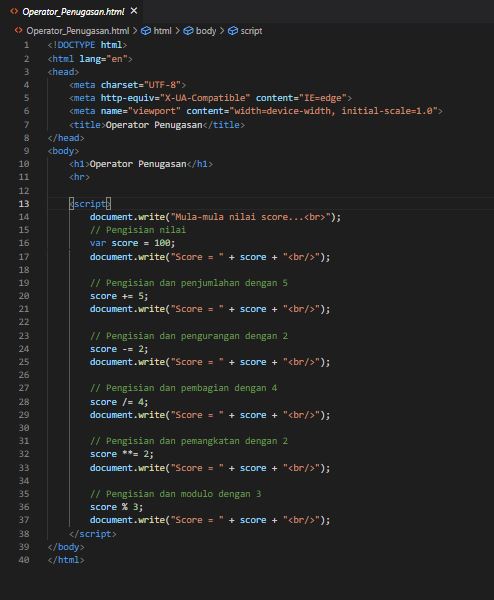 Operator_Penugasan.html
Operator_Penugasan.html > html > body > script
1 <!DOCTYPE html>
2 <html lang="en">
3 <head>
4 <meta charset="UTF-8">
5 <meta http-equiv="X-UA-Compatible" content="IE=edge">
6 <meta name="viewport" content="width=device-width, initial-scale=1.0">
7 <title>Operator Penugasan</title>
8 </head>
9 <body>
10 <h1>Operator Penugasan</h1>
11 <hr>
12
13 <script>
14 document.write("Mula-mula nilai score...<br>");
15 // Pengisian nilai
16 var score = 100;
17 document.write("Score = " + score + "<br/>");
18
19 // Pengisian dan penjumlahan dengan 5
20 score += 5;
21 document.write("Score = " + score + "<br/>");
22
23 // Pengisian dan pengurangan dengan 2
24 score -= 2;
25 document.write("Score = " + score + "<br/>");
26
27 // Pengisian dan pembagian dengan 4
28 score /= 4;
29 document.write("Score = " + score + "<br/>");
30
31 // Pengisian dan pemangkatan dengan 2
32 score **= 2;
33 document.write("Score = " + score + "<br/>");
34
35 // Pengisian dan modulo dengan 3
36 score % 3;
37 document.write("Score = " + score + "<br/>");
38 </script>
39 </body>
40 </html>